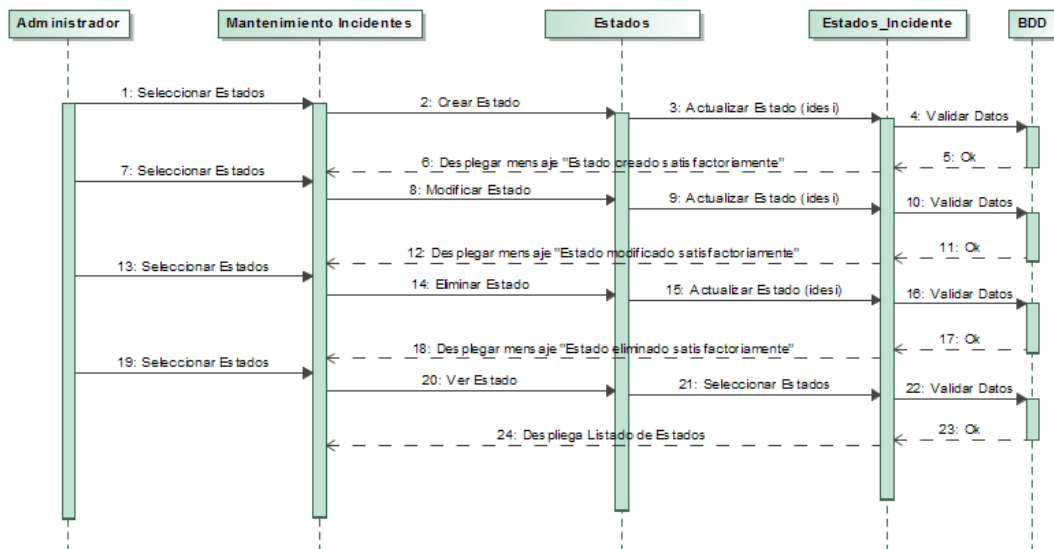 Administrador
Mantenimiento Incidentes
Estados
Estados_Incidente
BDD
1: Seleccionar Estados
2: Crear Estado
3: Actualizar Estado (idesi)
4: Validar Datos
5: Ok
6: Desplegar mensaje "Estado creado satisfactoriamente"
7: Seleccionar Estados
8: Modificar Estado
9: Actualizar Estado (idesi)
10: Validar Datos
11: Ok
12: Desplegar mensaje "Estado modificado satisfactoriamente"
13: Seleccionar Estados
14: Eliminar Estado
15: Actualizar Estado (idesi)
16: Validar Datos
17: Ok
18: Desplegar mensaje "Estado eliminado satisfactoriamente"
19: Seleccionar Estados
20: Ver Estado
21: Seleccionar Estados
22: Validar Datos
23: Ok
24: Despliega Listado de Estados